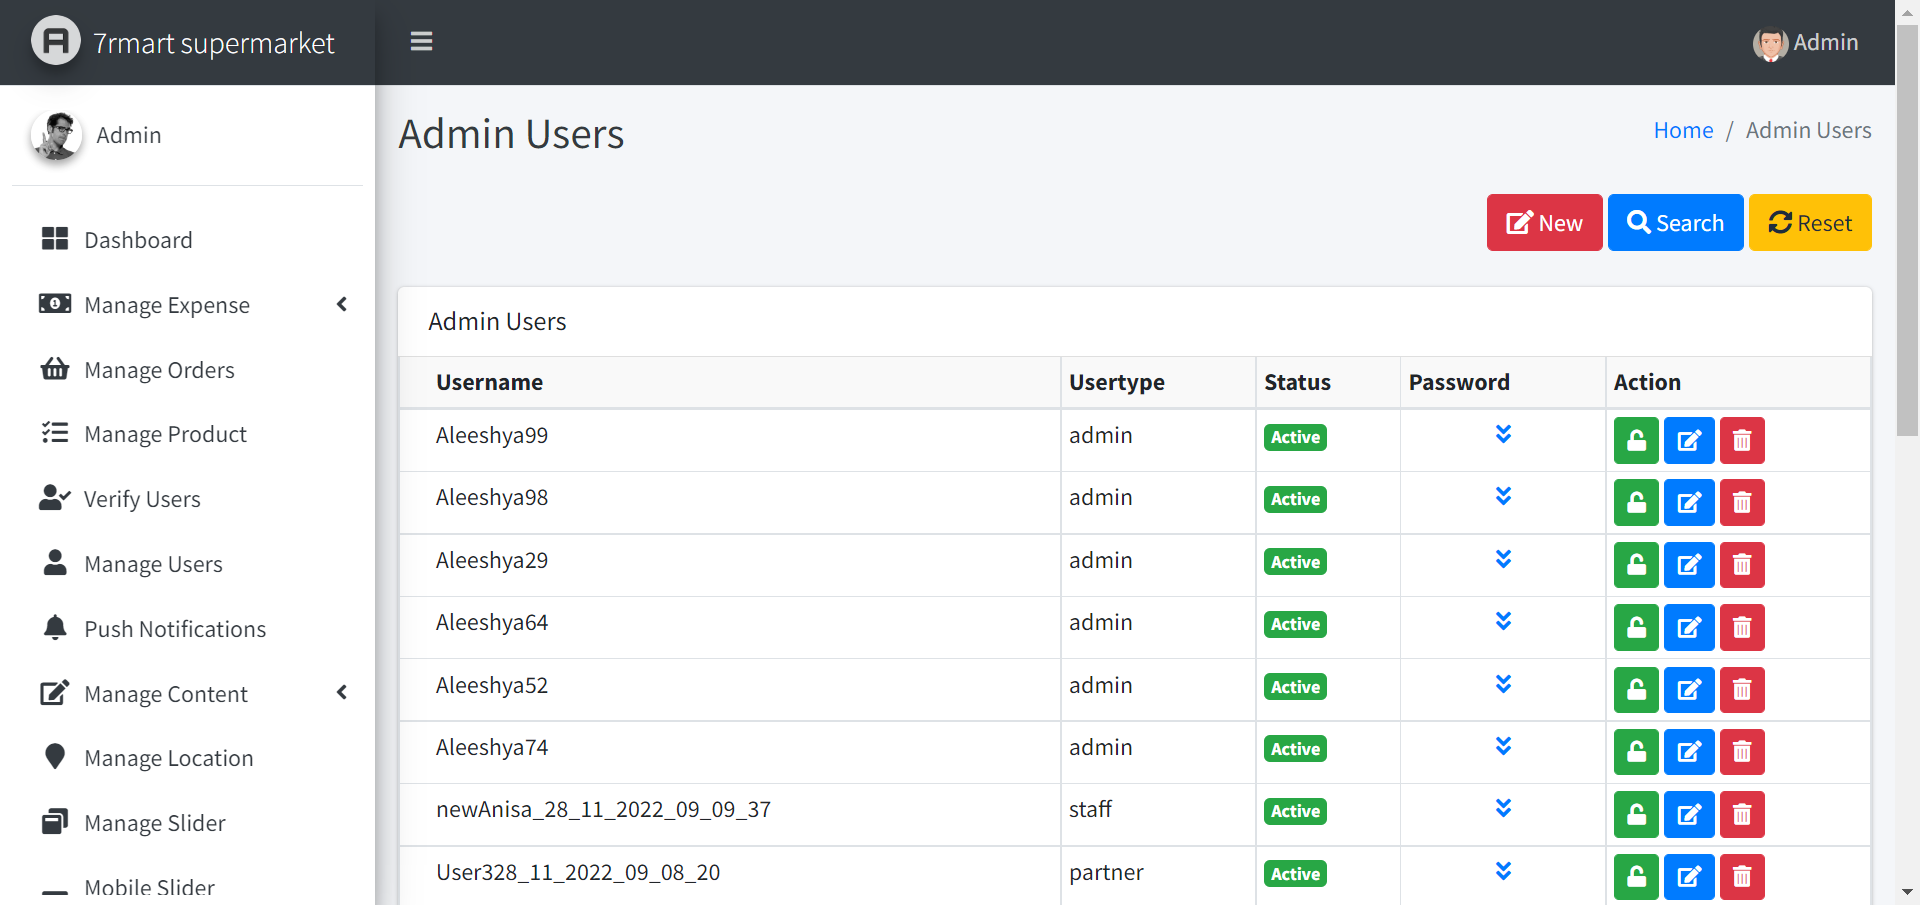 7rmart supermarket
Admin
Admin
Admin Users
Home / Admin Users
Dashboard
Manage Expense
Manage Orders
Manage Product
Verify Users
Manage Users
Push Notifications
Manage Content
Manage Location
Manage Slider
Mobile Slider
New Search Reset
Admin Users
Username Usertype Status Password Action
Aleeshya99 admin Active
Aleeshya98 admin Active
Aleeshya29 admin Active
Aleeshya64 admin Active
Aleeshya52 admin Active
Aleeshya74 admin Active
newAnisa_28_11_2022_09_09_37 staff Active
User328_11_2022_09_08_20 partner Active